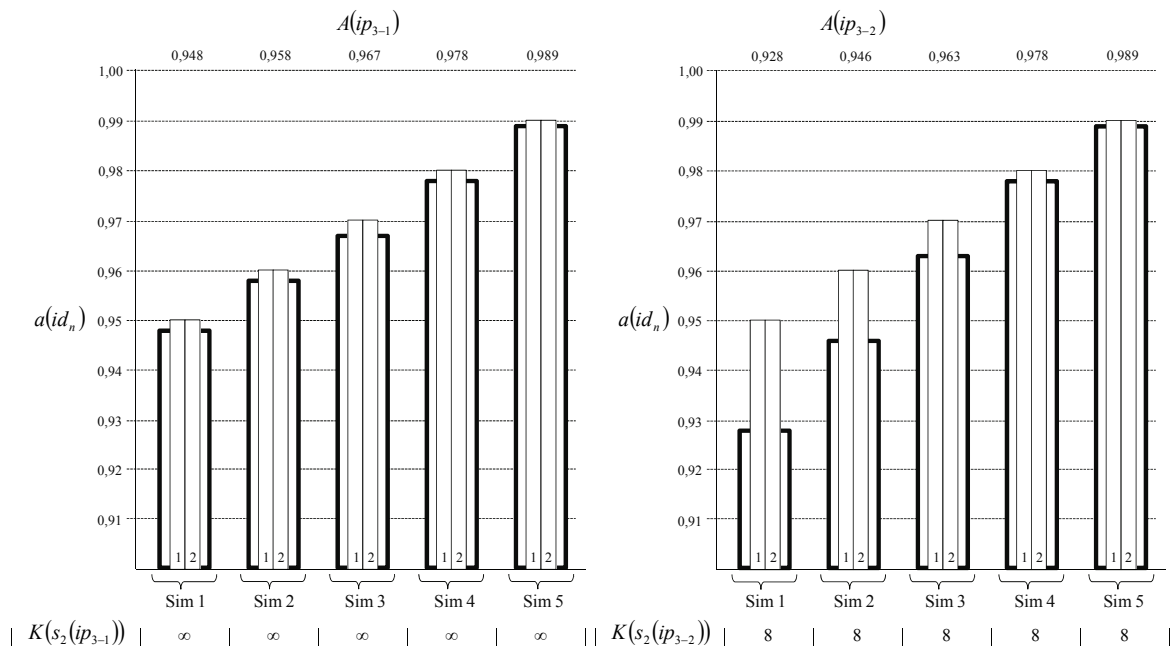 A(ip₃₋₁)
0,948 0,958 0,967 0,978 0,989
1,00
0,99
0,98
0,97
0,96
a(idₙ) 0,95
0,94
0,93
0,92
0,91
1 2 1 2 1 2 1 2 1 2
Sim 1 Sim 2 Sim 3 Sim 4 Sim 5
K(s₂(ip₃₋₁)) ∞ ∞ ∞ ∞ ∞
A(ip₃₋₂)
0,928 0,946 0,963 0,978 0,989
1,00
0,99
0,98
0,97
0,96
a(idₙ) 0,95
0,94
0,93
0,92
0,91
1 2 1 2 1 2 1 2 1 2
Sim 1 Sim 2 Sim 3 Sim 4 Sim 5
K(s₂(ip₃₋₂)) 8 8 8 8 8